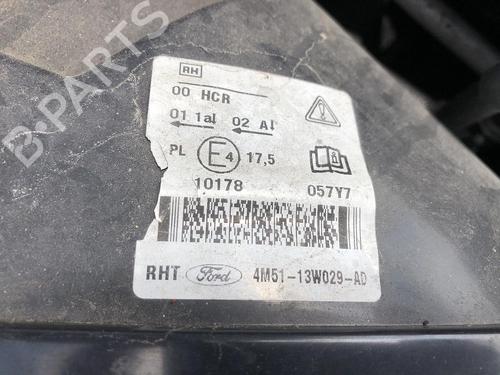 B-PARTS
RH
00 HCR
01 1al 02 Al
PL E4 17,5
10178 057Y7
RHT Ford 4M51-13W029-AD